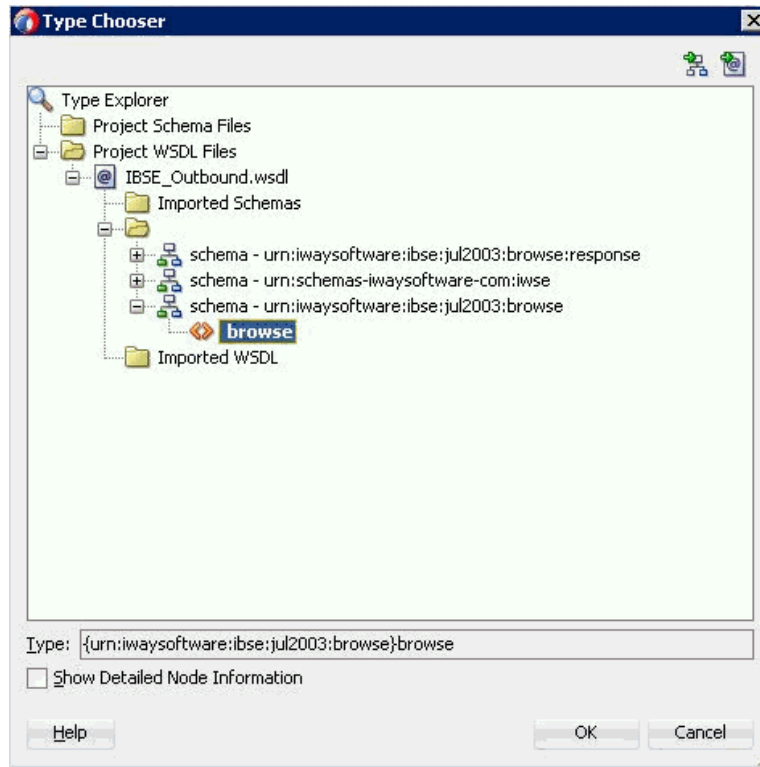 Type Chooser
Type Explorer
Project Schema Files
Project WSDL Files
IBSE_Outbound.wsdl
Imported Schemas
schema - urn:iwaysoftware:ibse:jul2003:browse:response
schema - urn:schemas-iwaysoftware-com:iwse
schema - urn:iwaysoftware:ibse:jul2003:browse
browse
Imported WSDL
Type: {urn:iwaysoftware:ibse:jul2003:browse}browse
Show Detailed Node Information
Help OK Cancel